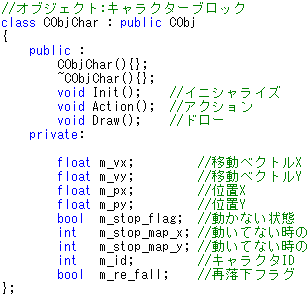 //オブジェクト:キャラクターブロック
class CObjChar : public CObj
{
public :
CObjChar(){};
~CObjChar(){};
void Init(); //イニシャライズ
void Action(); //アクション
void Draw(); //ドロー
private:
float m_vx; //移動ベクトルX
float m_vy; //移動ベクトルY
float m_px; //位置X
float m_py; //位置Y
bool m_stop_flag; //動かない状態
int m_stop_map_x; //動いてない時の
int m_stop_map_y; //動いてない時の
int m_id; //キャラクタID
bool m_re_fall; //再落下フラグ
};